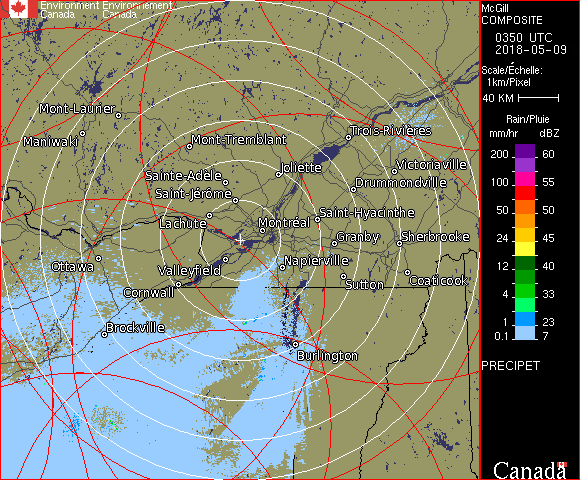 Environment Environment
Canada Canada
McGill
COMPOSITE
0350 UTC
2018-05-09
Scale/Échelle:
1km/Pixel
40 KM
Rain/Pluie
mm/hr dBZ
200 60
100 55
50 50
24 45
12 40
4 33
1 23
0.1 7
PRECIPET
Canada
Mont-Laurier
Maniwaki
Mont-Tremblant
Trois-Rivières
Sainte-Adèle
Joliette
Victoriaville
Saint-Jérôme
Drummondville
Lachute
Montréal
Saint-Hyacinthe
Granby
Sherbrooke
Ottawa
Valleyfield
Napierville
Cornwall
Sutton
Coaticook
Brockville
Burlington